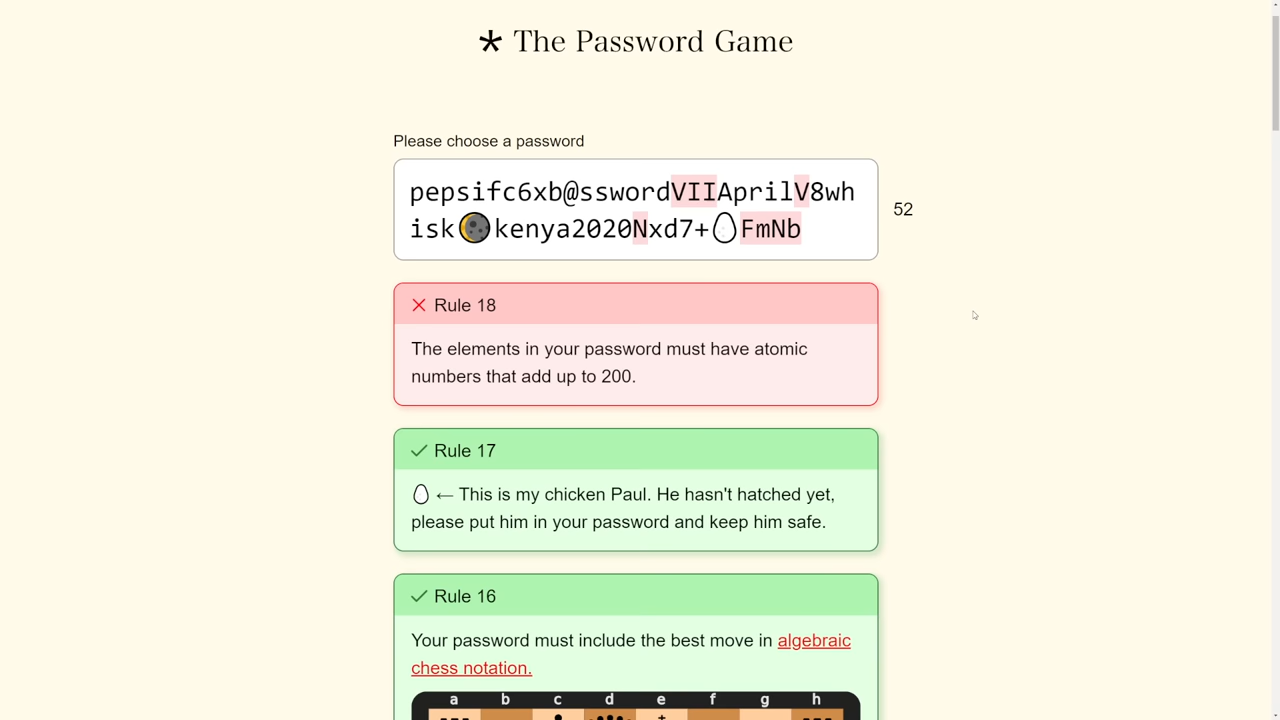 * The Password Game
Please choose a password
pepsifc6xb@sswordVIIAprilV8wh
isk🌘kenya2020Nxd7+🥚FmNb
52
Rule 18
The elements in your password must have atomic
numbers that add up to 200.
Rule 17
🥚 ← This is my chicken Paul. He hasn't hatched yet,
please put him in your password and keep him safe.
Rule 16
Your password must include the best move in algebraic
chess notation.
a b c d e f g h